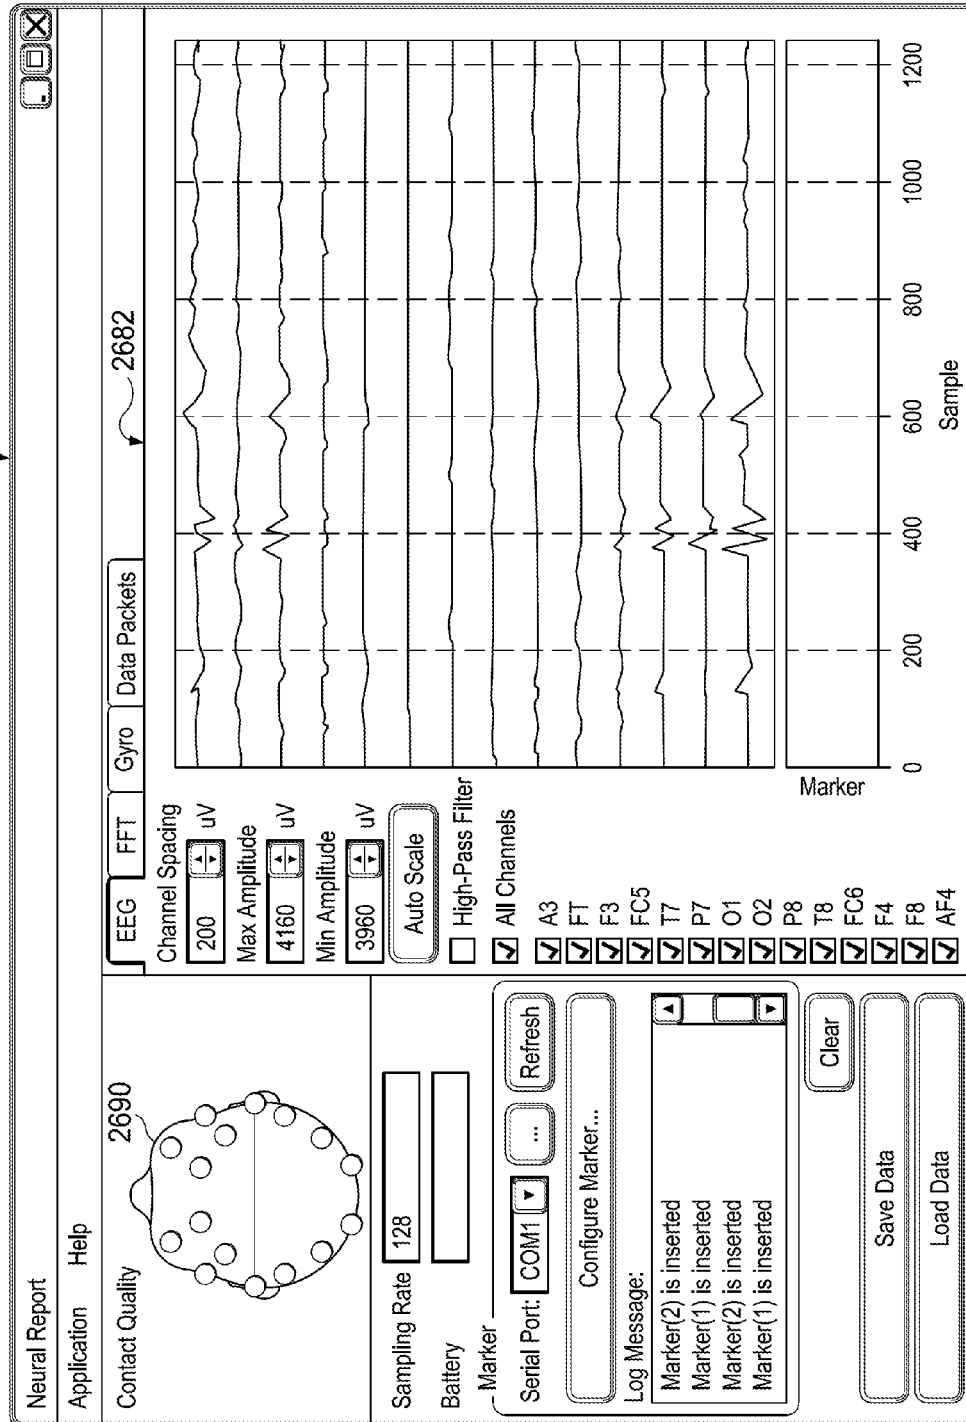 Neural Report
Application Help
Contact Quality
2690
Sampling Rate 128
Battery
Marker
Serial Port: COM1 ... Refresh
Configure Marker...
Log Message:
Marker(2) is inserted
Marker(1) is inserted
Marker(2) is inserted
Marker(1) is inserted
Clear
Save Data
Load Data
EEG FFT Gyro Data Packets
2682
Channel Spacing
200 uV
Max Amplitude
4160 uV
Min Amplitude
3960 uV
Auto Scale
High-Pass Filter
All Channels
A3
FT
F3
FC5
T7
P7
O1
O2
P8
T8
FC6
F4
F8
AF4
Marker
0 200 400 600 800 1000 1200
Sample